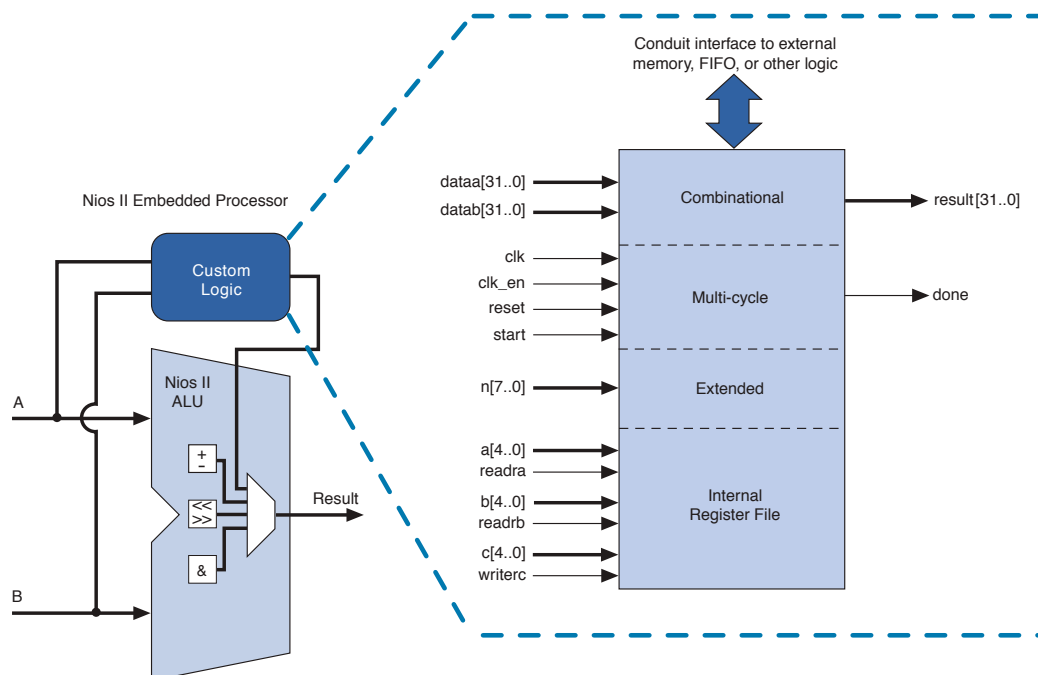 Conduit interface to external
memory, FIFO, or other logic
Nios II Embedded Processor
Custom
Logic
A
Nios II
ALU
+
-
<<
>>
&
Result
B
dataa[31..0]
datab[31..0]
Combinational
result[31..0]
clk
clk_en
reset
start
Multi-cycle
done
n[7..0]
Extended
a[4..0]
readra
b[4..0]
readrb
c[4..0]
writerc
Internal
Register File